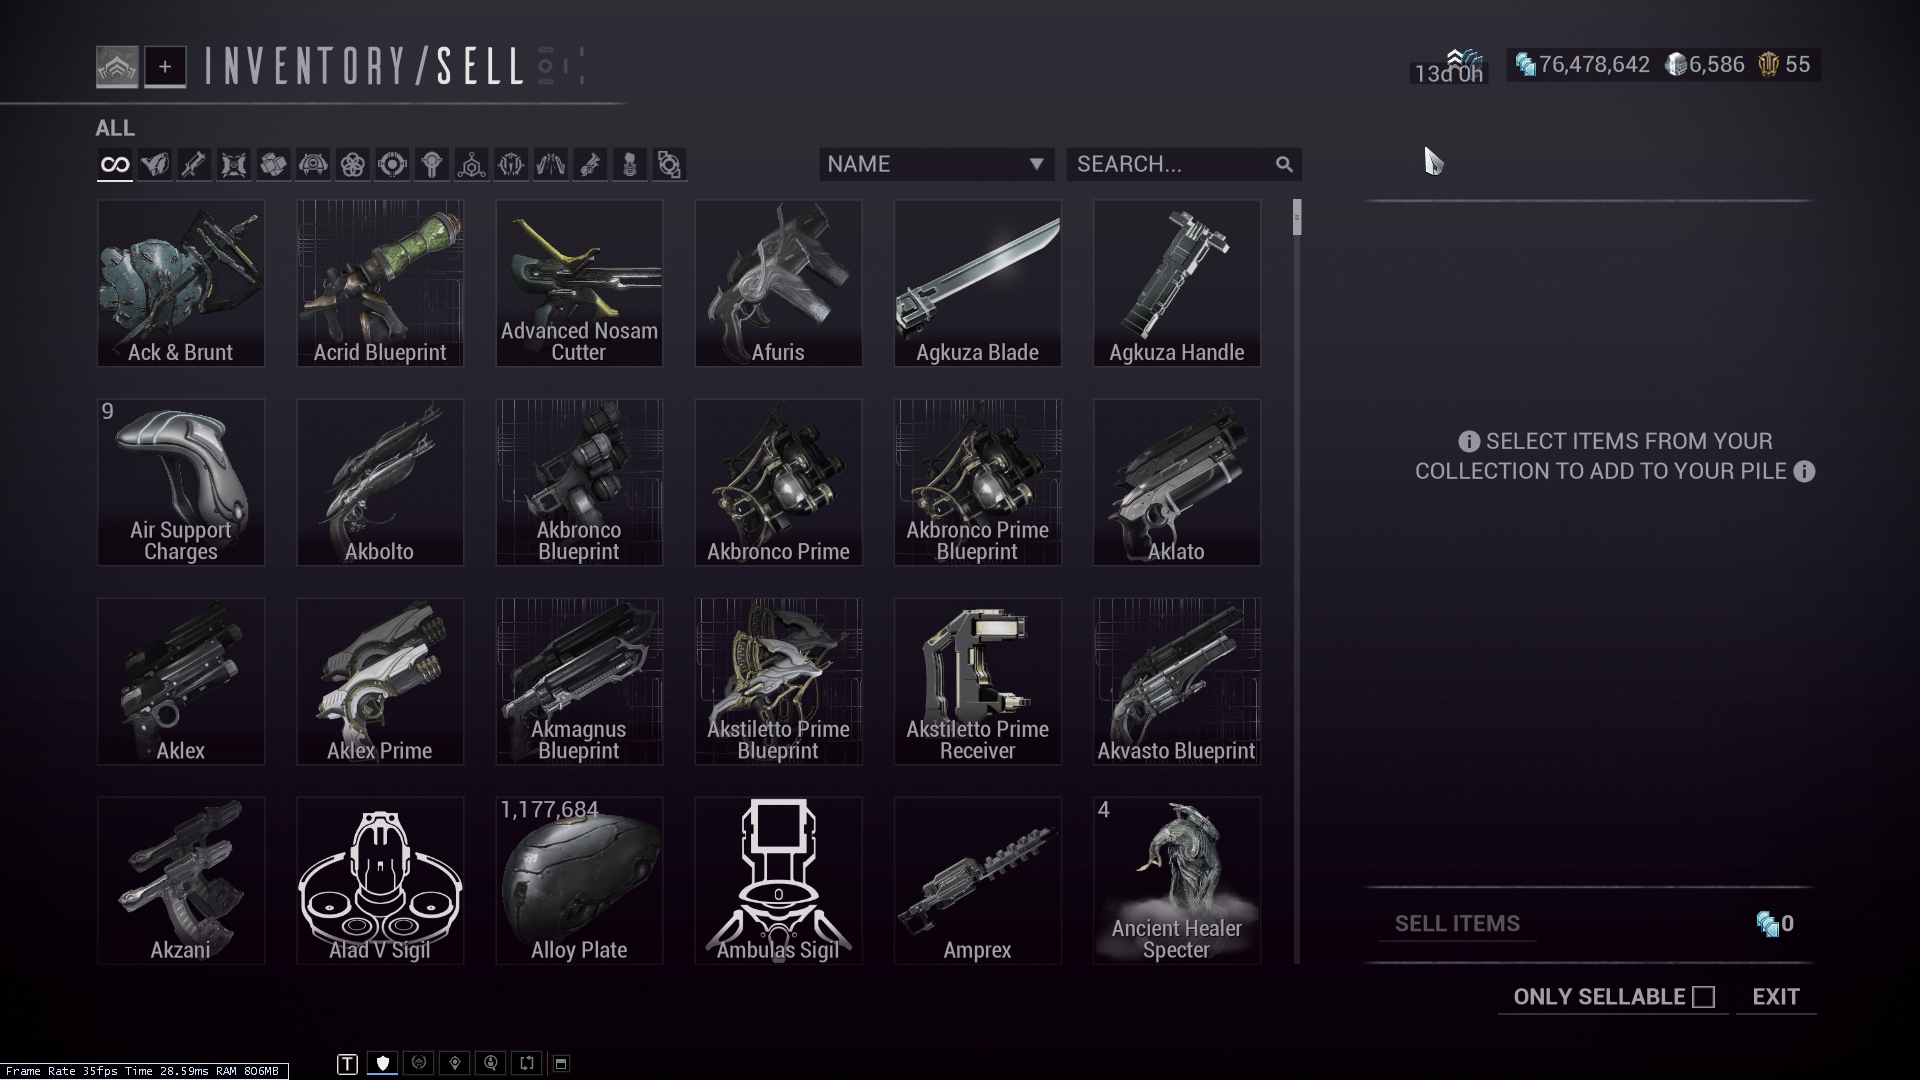 INVENTORY/SELL
13d 0h
76,478,642
6,586
55
ALL
NAME
SEARCH...
Ack & Brunt
Acrid Blueprint
Advanced Nosam
Cutter
Afuris
Agkuza Blade
Agkuza Handle
9
Air Support
Charges
Akbolto
Akbronco
Blueprint
Akbronco Prime
Akbronco Prime
Blueprint
Aklato
SELECT ITEMS FROM YOUR
COLLECTION TO ADD TO YOUR PILE
Aklex
Aklex Prime
Akmagnus
Blueprint
Akstiletto Prime
Blueprint
Akstiletto Prime
Receiver
Akvasto Blueprint
Akzani
Alad V Sigil
1,177,684
Alloy Plate
Ambulas Sigil
Amprex
4
Ancient Healer
Specter
SELL ITEMS
0
ONLY SELLABLE
EXIT
T
Frame Rate 35fps Time 28.59ms RAM 806MB